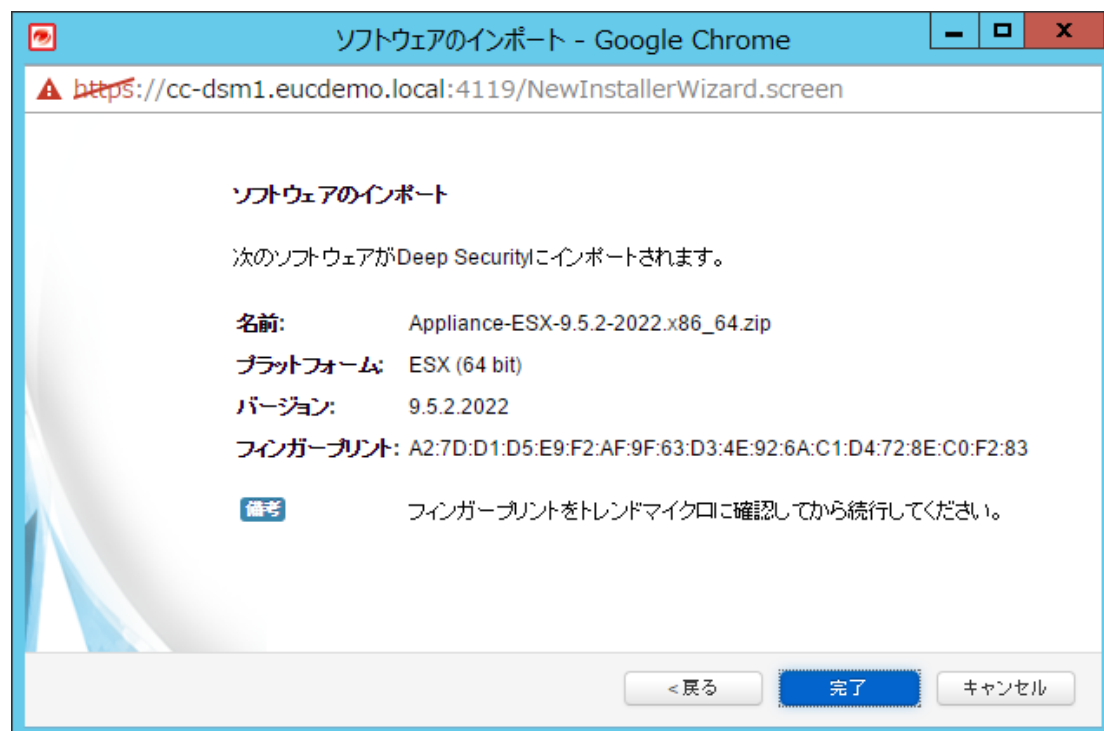 ソフトウェアのインポート - Google Chrome
https://cc-dsm1.eucdemo.local:4119/NewInstallerWizard.screen
ソフトウェアのインポート
次のソフトウェアがDeep Securityにインポートされます。
名前: Appliance-ESX-9.5.2-2022.x86_64.zip
プラットフォーム: ESX (64 bit)
バージョン: 9.5.2.2022
フィンガープリント: A2:7D:D1:D5:E9:F2:AF:9F:63:D3:4E:92:6A:C1:D4:72:8E:C0:F2:83
備考 フィンガープリントをトレンドマイクロに確認してから続行してください。
<戻る 完了 キャンセル